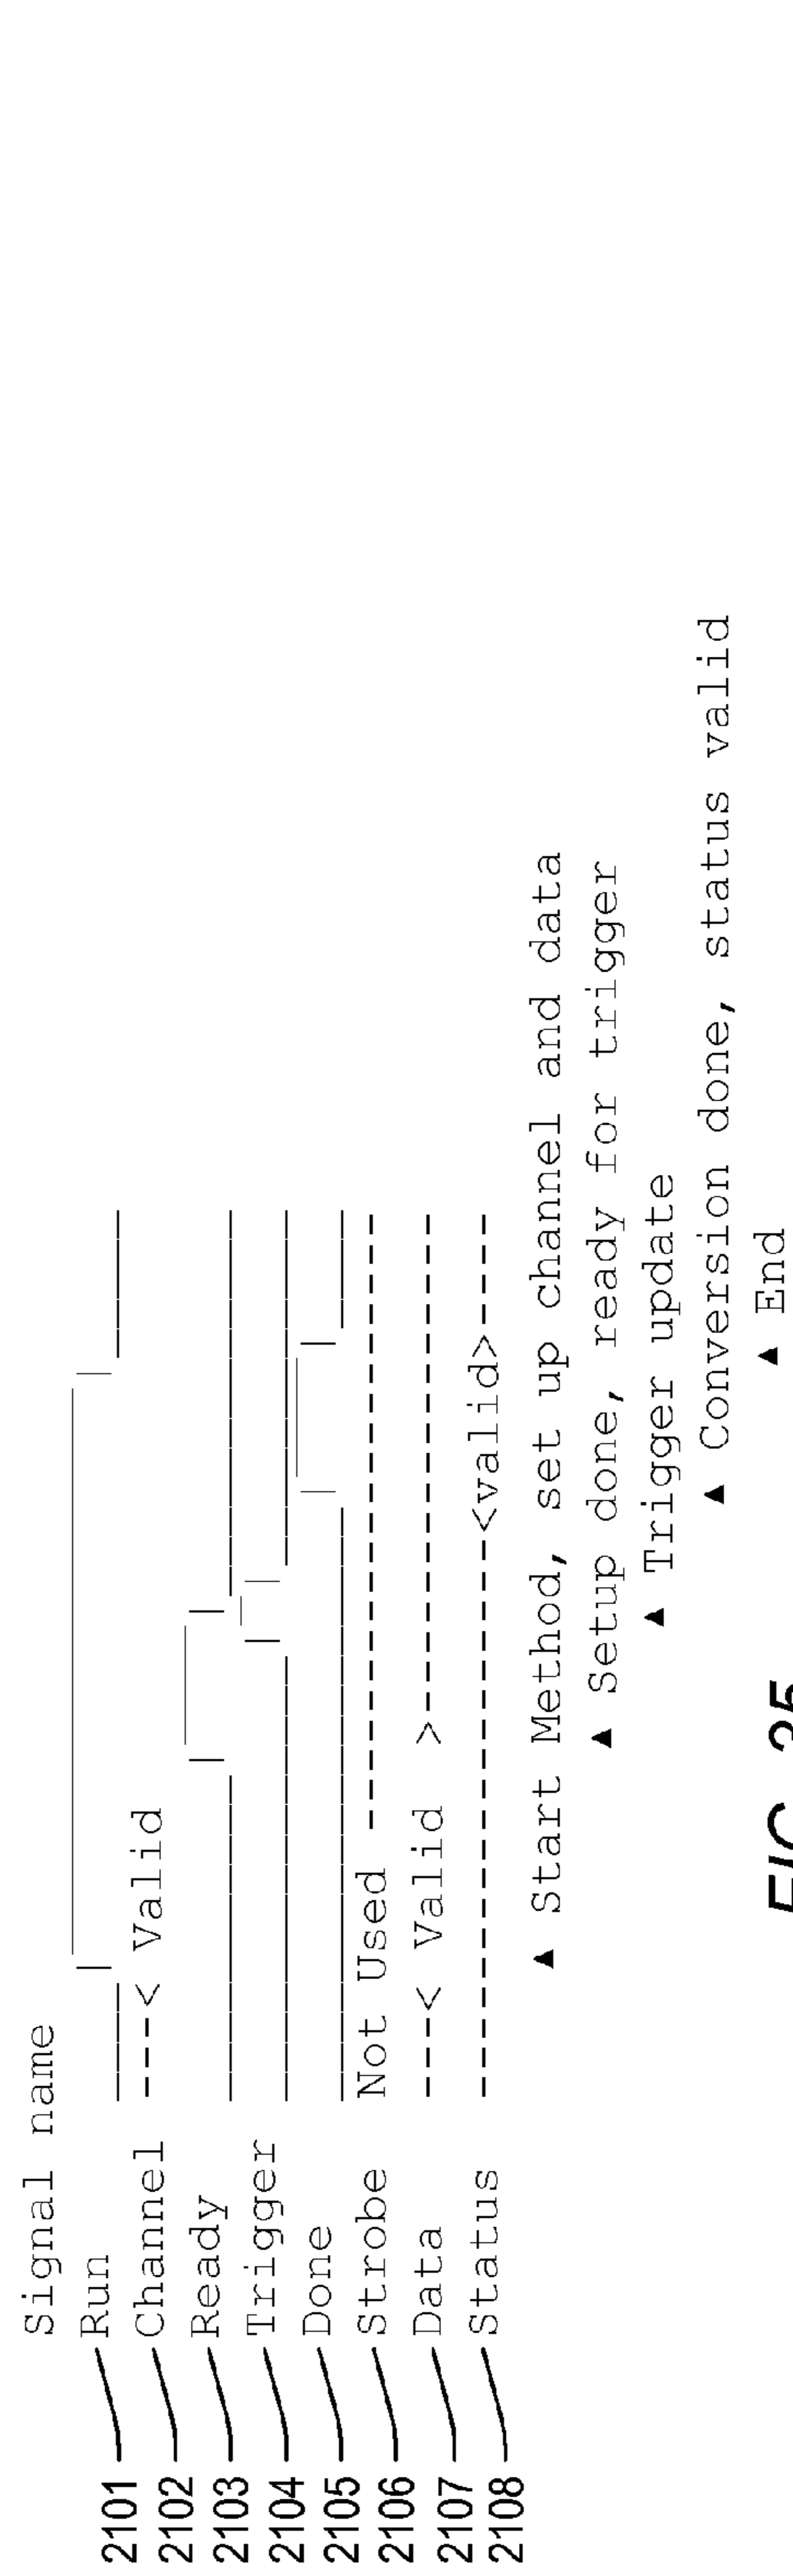 Signal name
2101 Run
2102 Channel ----< Valid
2103 Ready
2104 Trigger
2105 Done
2106 Strobe Not Used --------------------
2107 Data ----< Valid >-----------------
2108 Status -------------------<valid>----
▲ Start Method, set up channel and data
▲ Setup done, ready for trigger
▲ Trigger update
▲ Conversion done, status valid
▲ End